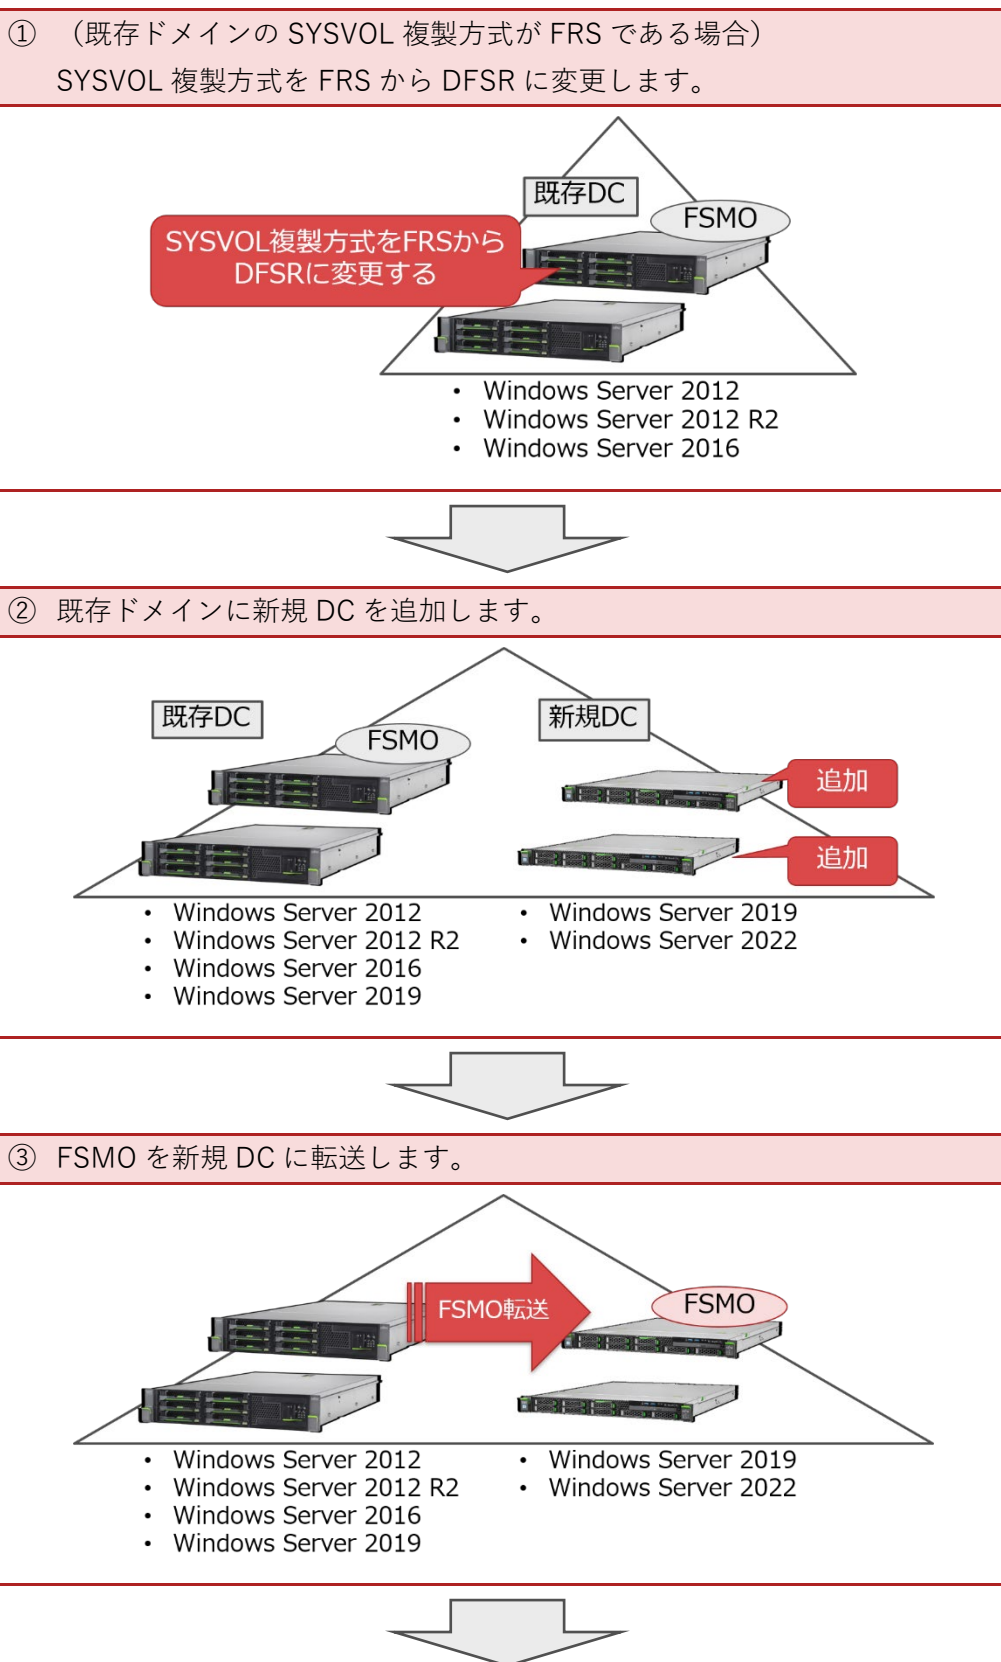 ① （既存ドメインの SYSVOL 複製方式が FRS である場合）
SYSVOL 複製方式を FRS から DFSR に変更します。
既存DC
FSMO
SYSVOL複製方式をFRSから
DFSRに変更する
• Windows Server 2012
• Windows Server 2012 R2
• Windows Server 2016
② 既存ドメインに新規 DC を追加します。
既存DC
FSMO
新規DC
追加
追加
• Windows Server 2012
• Windows Server 2012 R2
• Windows Server 2016
• Windows Server 2019
• Windows Server 2019
• Windows Server 2022
③ FSMO を新規 DC に転送します。
FSMO転送
FSMO
• Windows Server 2012
• Windows Server 2012 R2
• Windows Server 2016
• Windows Server 2019
• Windows Server 2019
• Windows Server 2022